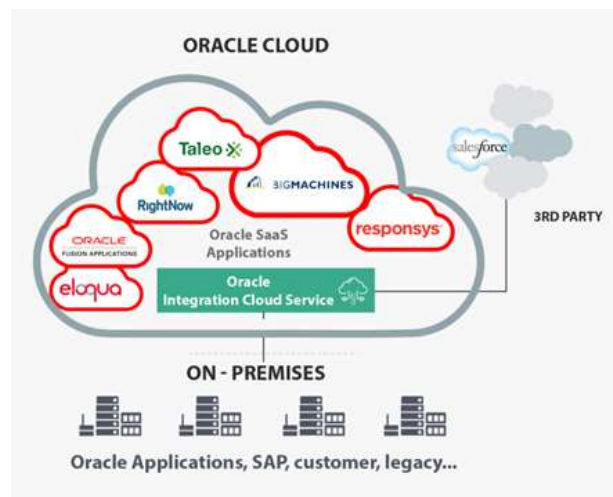 ORACLE CLOUD
Taleo
BIGMACHINES
RightNow
salesforce
responsys
3RD PARTY
ORACLE
FUSION APPLICATIONS
Oracle SaaS
Applications
eloqua
Oracle
Integration Cloud Service
ON - PREMISES
Oracle Applications, SAP, customer, legacy...